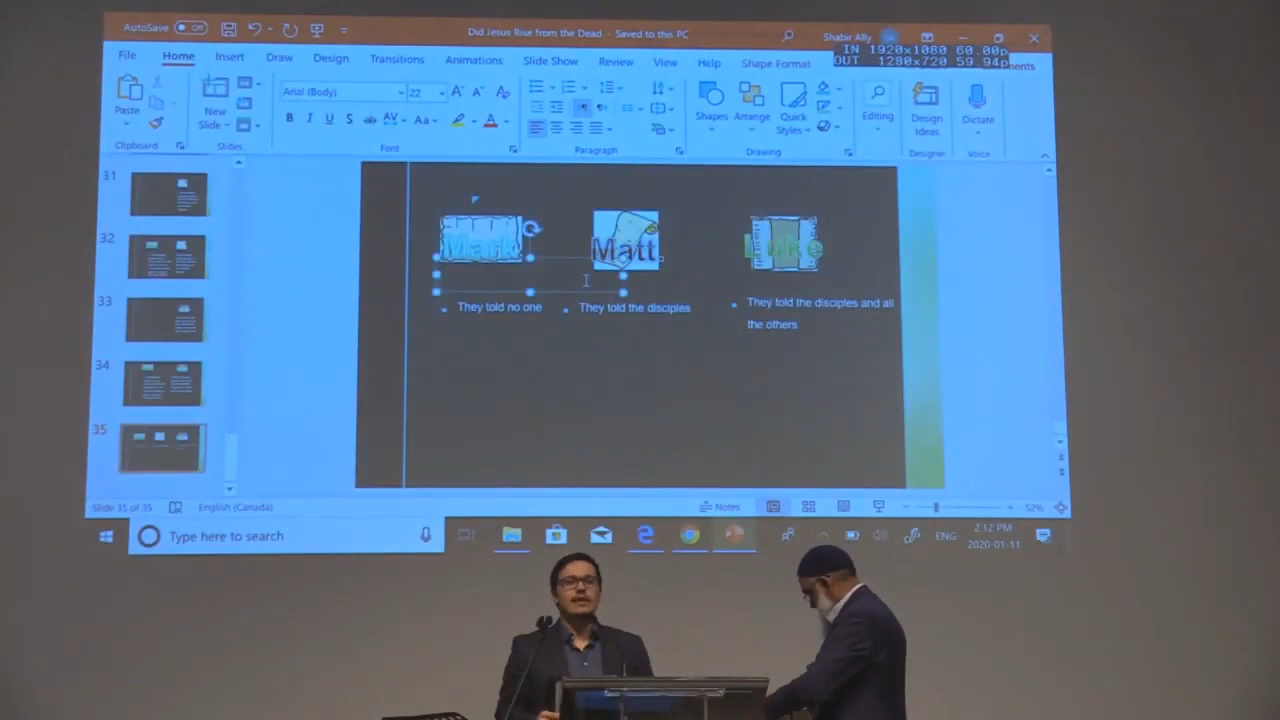 AutoSave Off
Did Jesus Rise from the Dead - Saved to this PC
Shabir Ally
IN 1920x1080 60.00p
OUT 1280x720 59.94p
File Home Insert Draw Design Transitions Animations Slide Show Review View Help Shape Format
Paste
New
Slide
Arial (Body) 22
B I U S ab AV Aa A
Shapes Arrange Quick
Styles
Editing
Design
Ideas
Dictate
Clipboard Slides Font Paragraph Drawing Designer Voice
31
32
33
34
35
Mark Matt Luke
They told no one
They told the disciples
They told the disciples and all
the others
Slide 35 of 35 English (Canada) Notes 52%
Type here to search
ENG
2:12 PM
2020-01-11